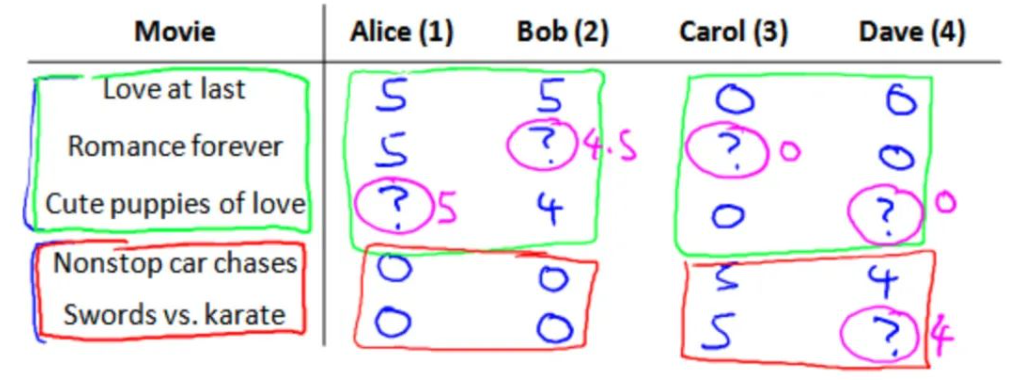 Movie Alice (1) Bob (2) Carol (3) Dave (4)
Love at last 5 5 0 0
Romance forever 5 ? 4.5 ? 0 0
Cute puppies of love ? 5 4 0 ? 0
Nonstop car chases 0 0 5 4
Swords vs. karate 0 0 5 ? 4